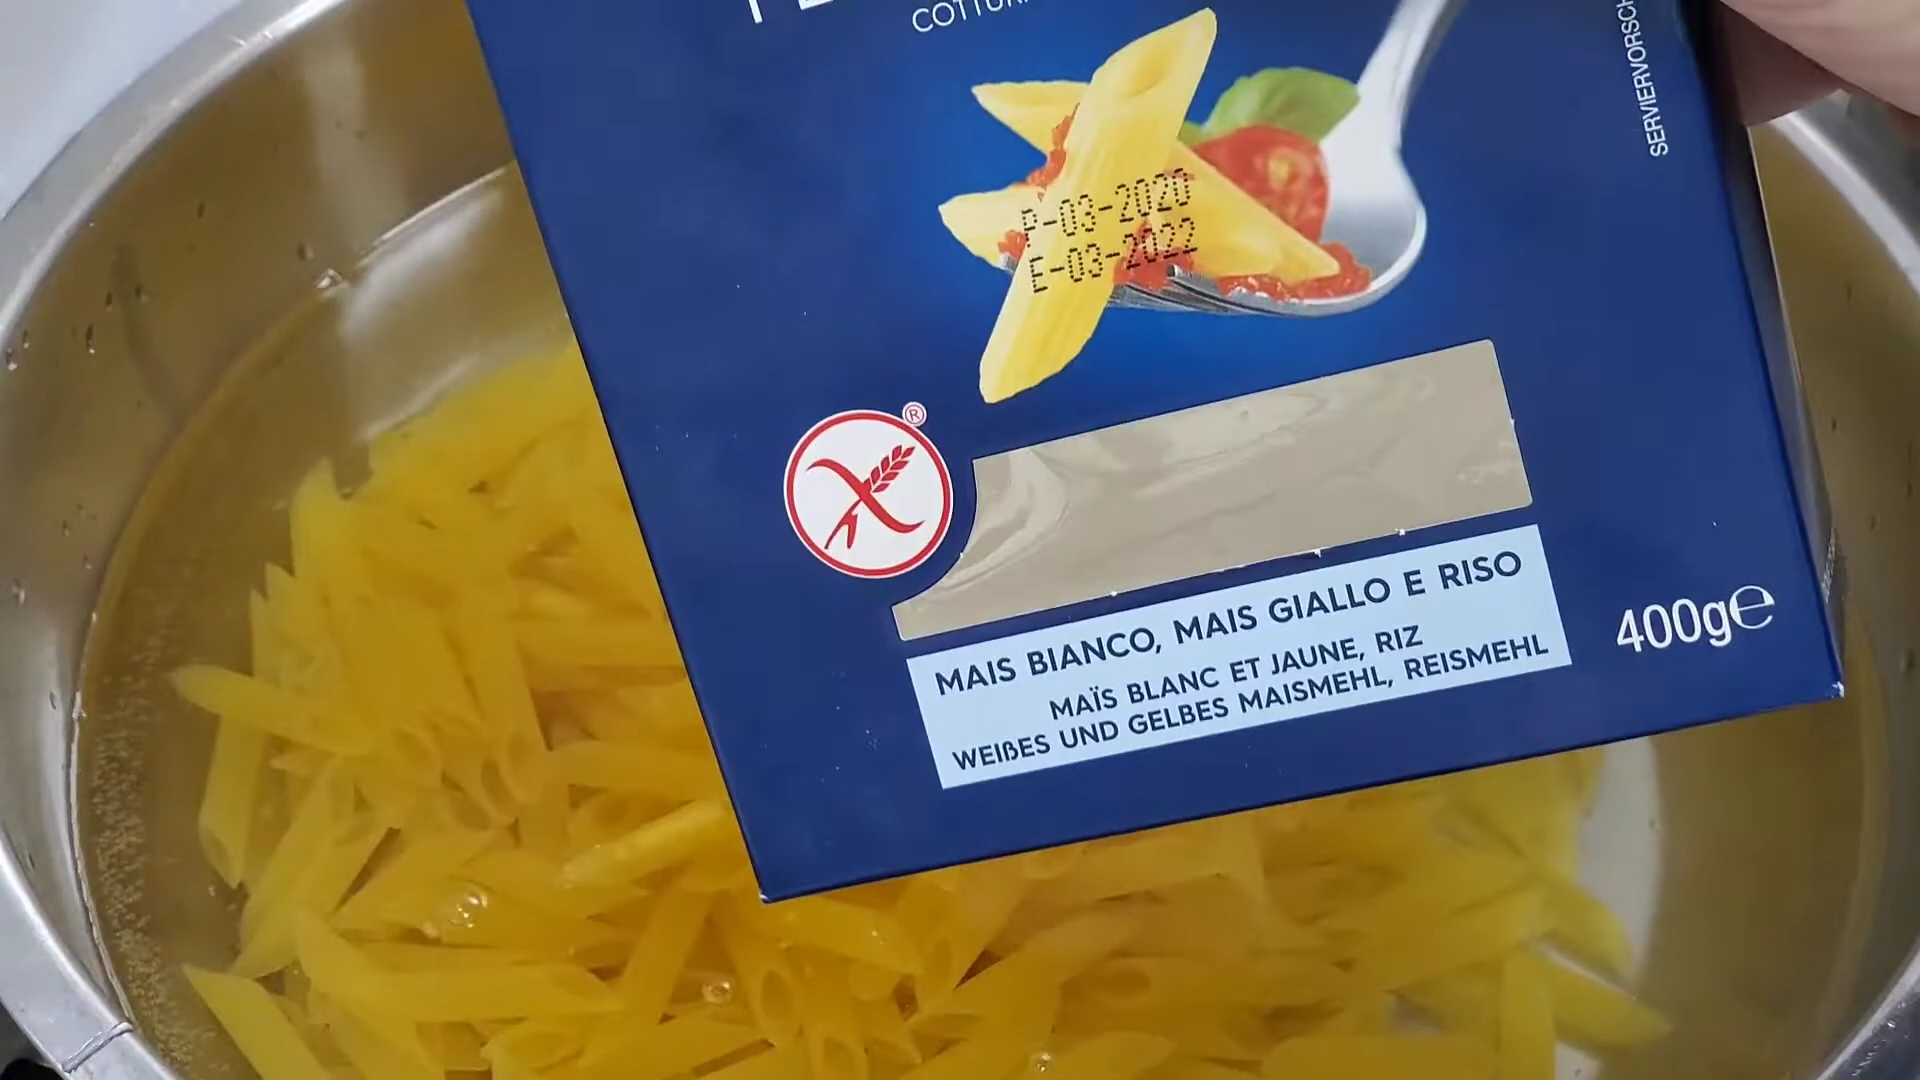 COTTURA
SERVIERVORSCH
P-03-2020
E-03-2022
®
MAIS BIANCO, MAIS GIALLO E RISO
MAÏS BLANC ET JAUNE, RIZ
WEIßES UND GELBES MAISMEHL, REISMEHL
400g℮